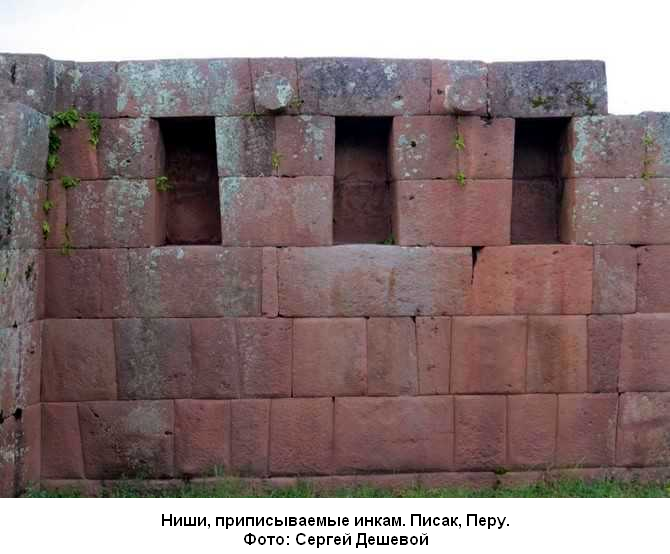 Ниши, приписываемые инкам. Писак, Перу.
Фото: Сергей Дешевой